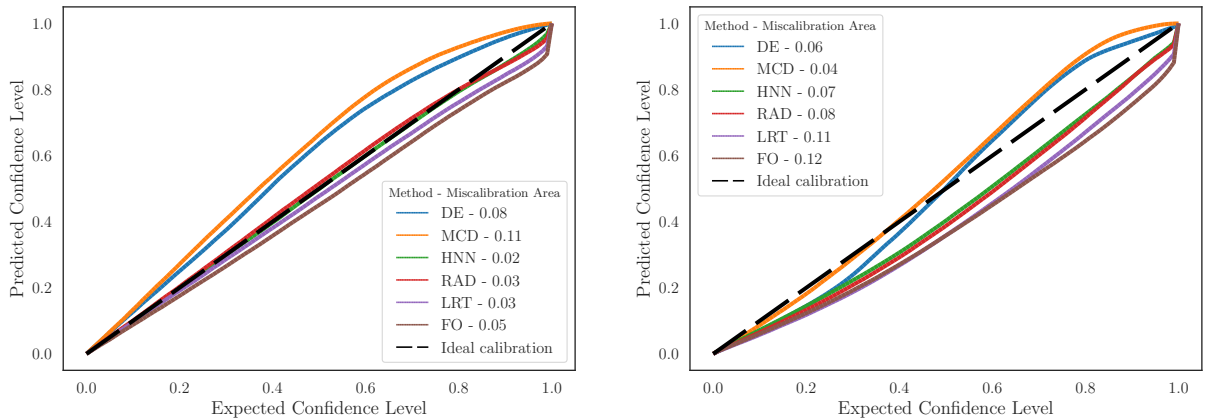 1.0
0.8
0.6
0.4
0.2
0.0
Predicted Confidence Level
0.0 0.2 0.4 0.6 0.8 1.0
Expected Confidence Level
Method - Miscalibration Area
DE - 0.08
MCD - 0.11
HNN - 0.02
RAD - 0.03
LRT - 0.03
FO - 0.05
Ideal calibration
1.0
0.8
0.6
0.4
0.2
0.0
Predicted Confidence Level
0.0 0.2 0.4 0.6 0.8 1.0
Expected Confidence Level
Method - Miscalibration Area
DE - 0.06
MCD - 0.04
HNN - 0.07
RAD - 0.08
LRT - 0.11
FO - 0.12
Ideal calibration